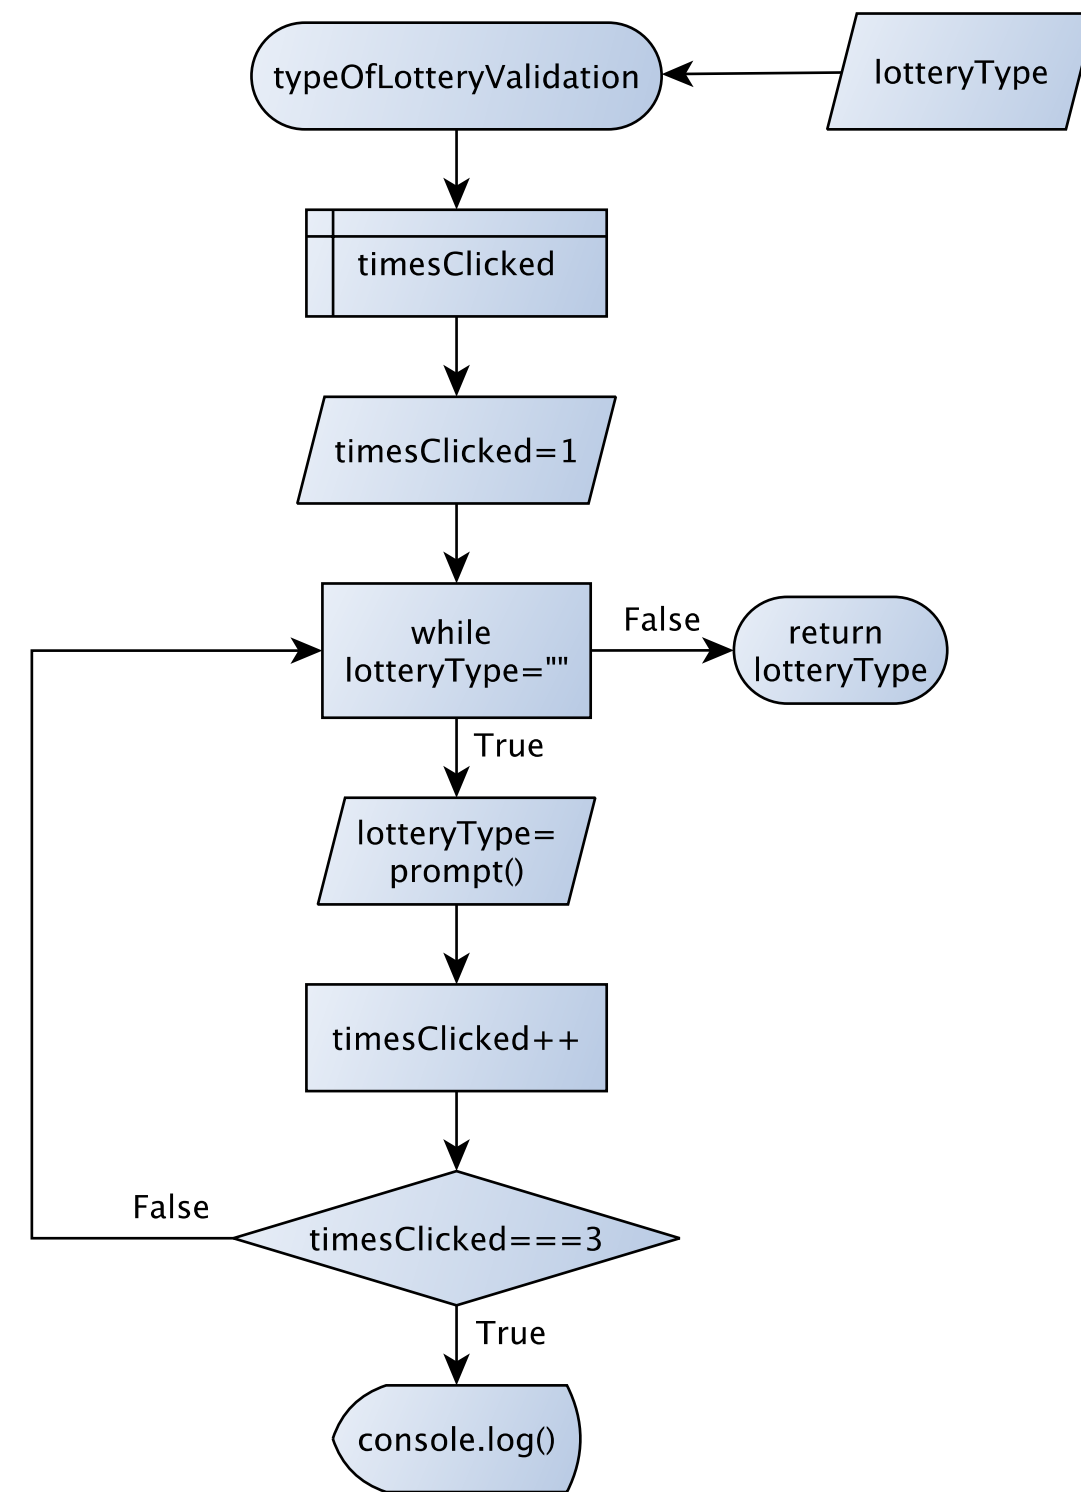 typeOfLotteryValidation
lotteryType
timesClicked
timesClicked=1
while
lotteryType=""
False
return
lotteryType
True
lotteryType=
prompt()
timesClicked++
False
timesClicked===3
True
console.log()